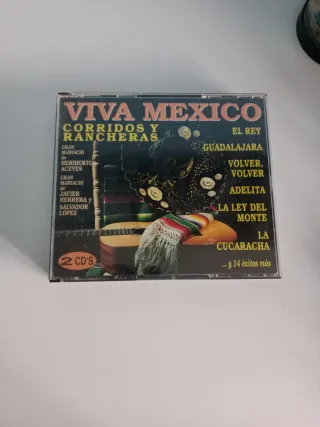 VIVA MEXICO
CORRIDOS Y
RANCHERAS
GRAN
MARIACHI
de
HERIBERTO
ACEVES
GRAN
MARIACHI
de
JAVIER
HERRERA y
SALVADOR
LOPEZ
2 CD'S
EL REY
GUADALAJARA
VOLVER,
VOLVER
ADELITA
LA LEY DEL
MONTE
LA
CUCARACHA
... y 14 éxitos más